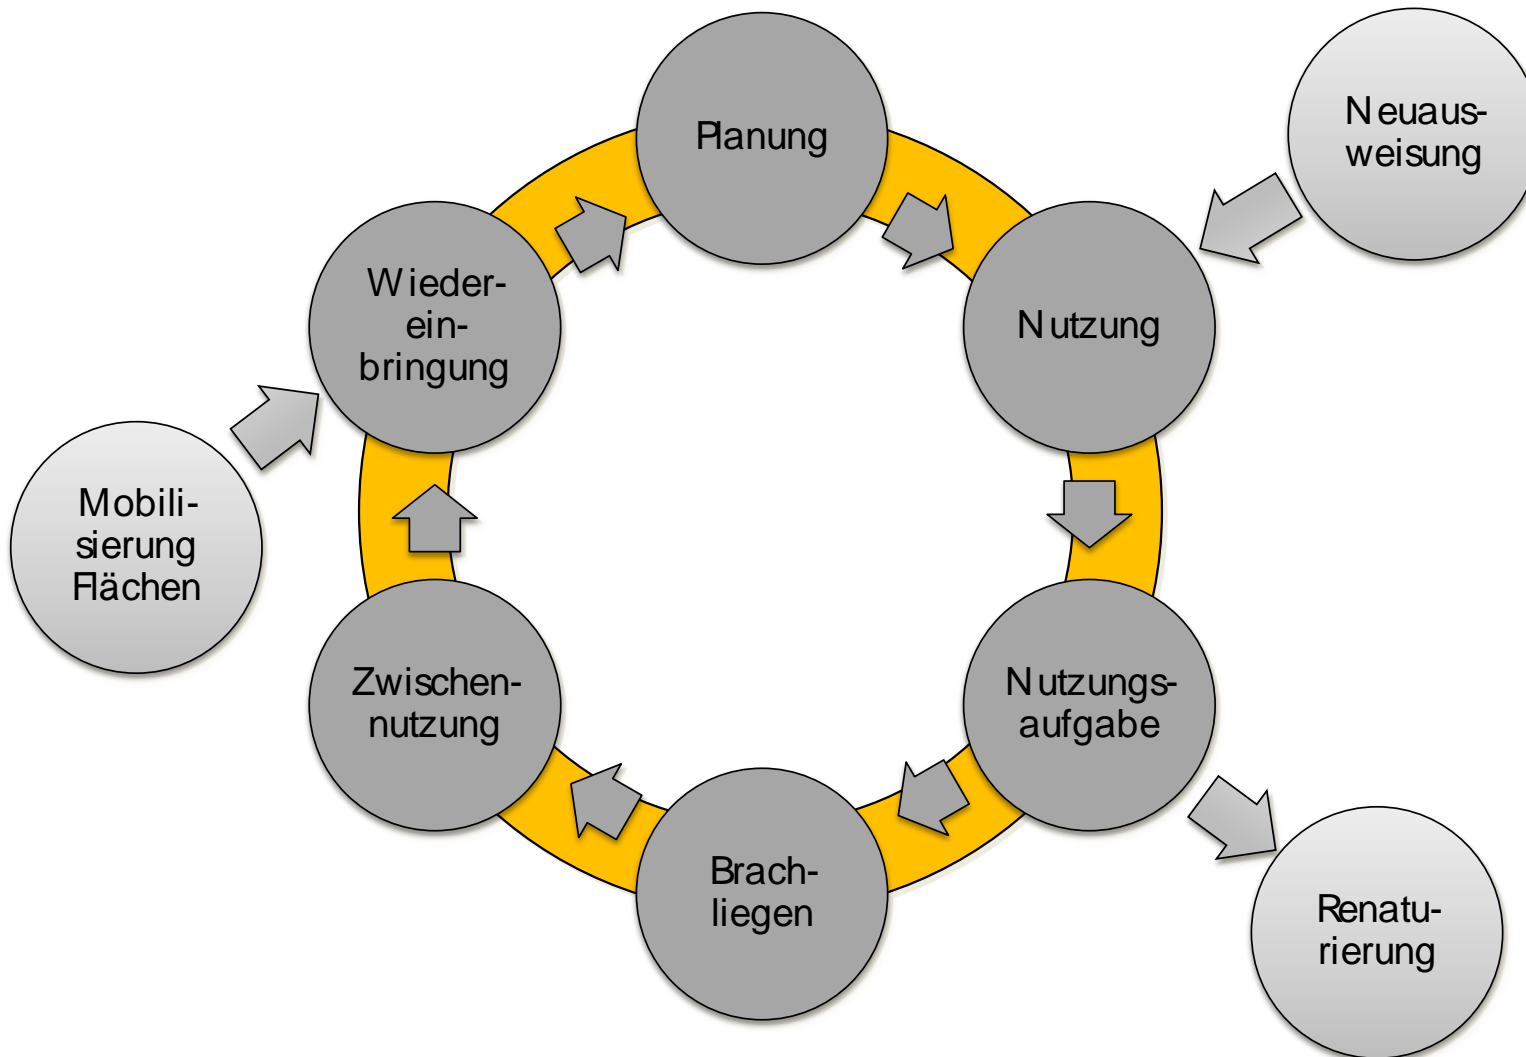 Planung
Neuaus-
weisung
Wieder-
ein-
bringung
Nutzung
Mobili-
sierung
Flächen
Zwischen-
nutzung
Nutzungs-
aufgabe
Brach-
liegen
Renatu-
rierung